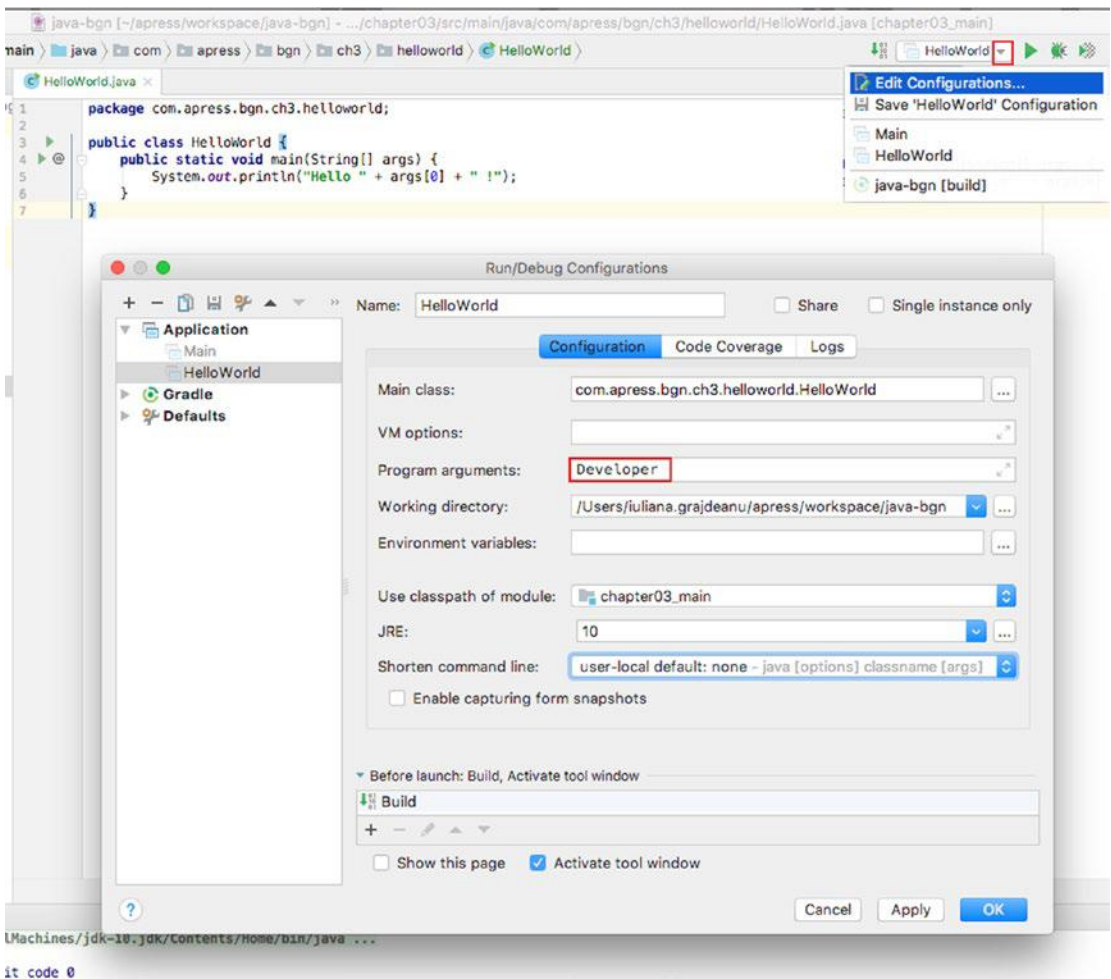 java-bgn [~/apress/workspace/java-bgn] - .../chapter03/src/main/java/com/apress/bgn/ch3/helloworld/HelloWorld.java [chapter03_main]
main java com apress bgn ch3 helloworld HelloWorld
HelloWorld
Edit Configurations...
Save 'HelloWorld' Configuration
Main
HelloWorld
java-bgn [build]
HelloWorld.java
1 package com.apress.bgn.ch3.helloworld;
2
3 public class HelloWorld {
4 public static void main(String[] args) {
5 System.out.println("Hello " + args[0] + " !");
6 }
7 }
Run/Debug Configurations
Application
Main
HelloWorld
Gradle
Defaults
Name: HelloWorld Share Single instance only
Configuration Code Coverage Logs
Main class: com.apress.bgn.ch3.helloworld.HelloWorld ...
VM options:
Program arguments: Developer
Working directory: /Users/iuliana.grajdeanu/apress/workspace/java-bgn ...
Environment variables: ...
Use classpath of module: chapter03_main
JRE: 10 ...
Shorten command line: user-local default: none - java [options] classname [args]
Enable capturing form snapshots
Before launch: Build, Activate tool window
Build
Show this page Activate tool window
? Cancel Apply OK
lMachines/jdk-10.jdk/Contents/Home/bin/java ...
it code 0